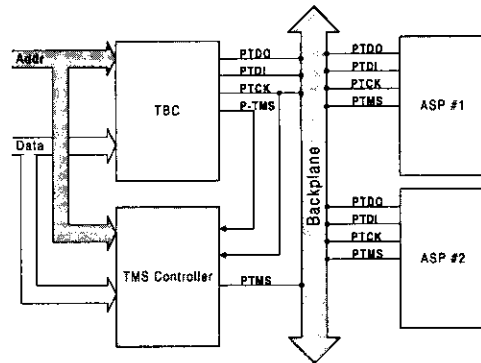 Addr
Data
TBC
PTDO
PTDI
PTCK
P-TMS
TMS Controller
PTMS
Backplane
PTDO
PTDI
PTCK
PTMS
ASP #1
PTDO
PTDI
PTCK
PTMS
ASP #2